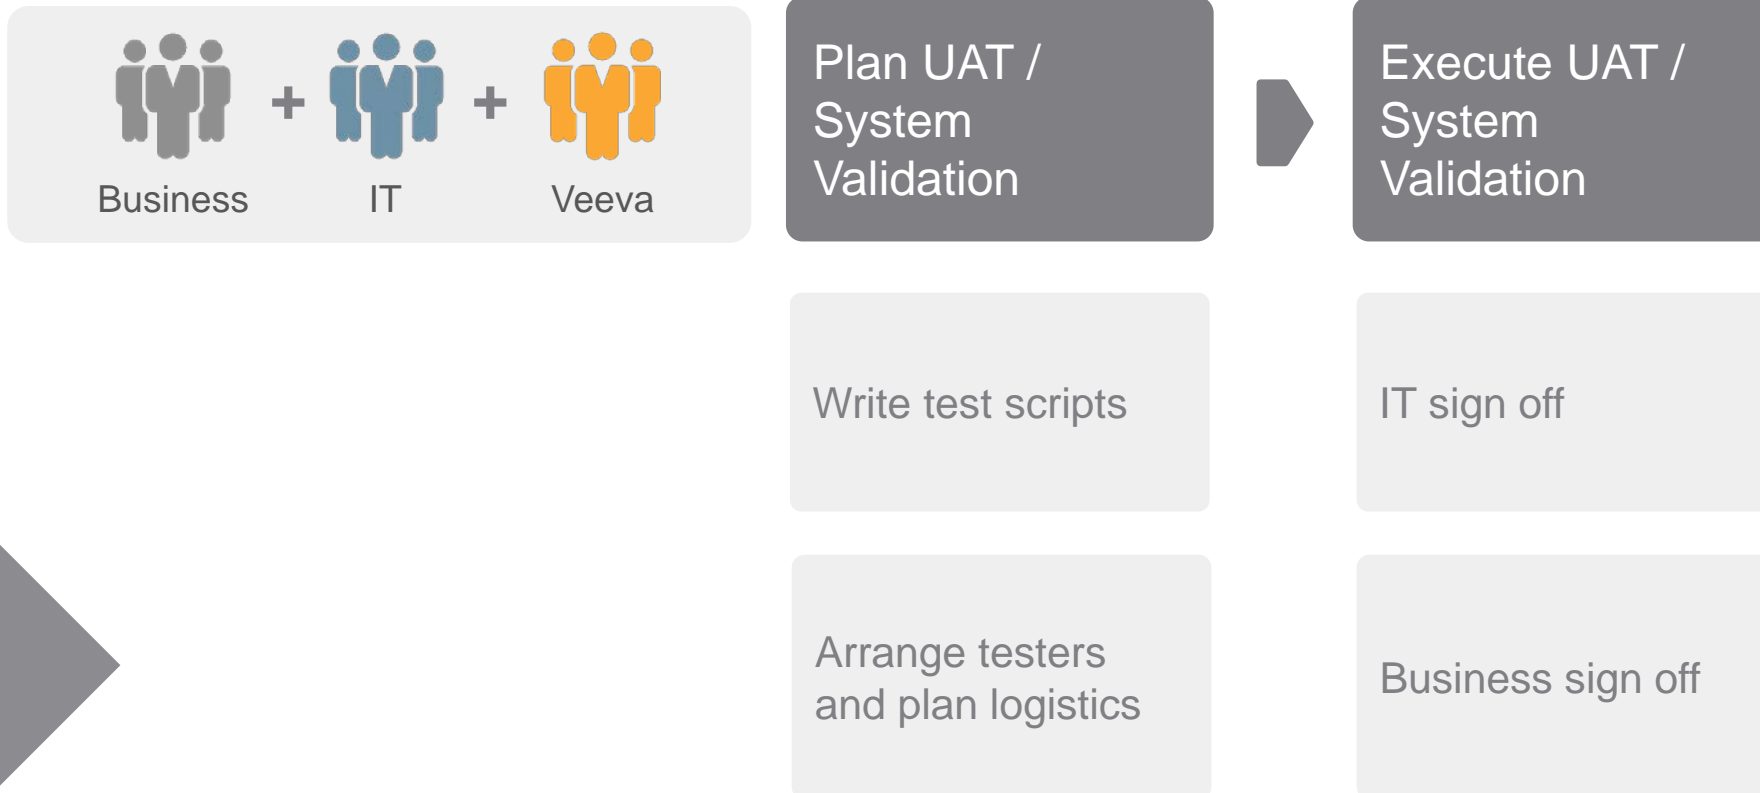 Business
+
IT
+
Veeva
Plan UAT /
System
Validation
Execute UAT /
System
Validation
Write test scripts
IT sign off
Arrange testers
and plan logistics
Business sign off